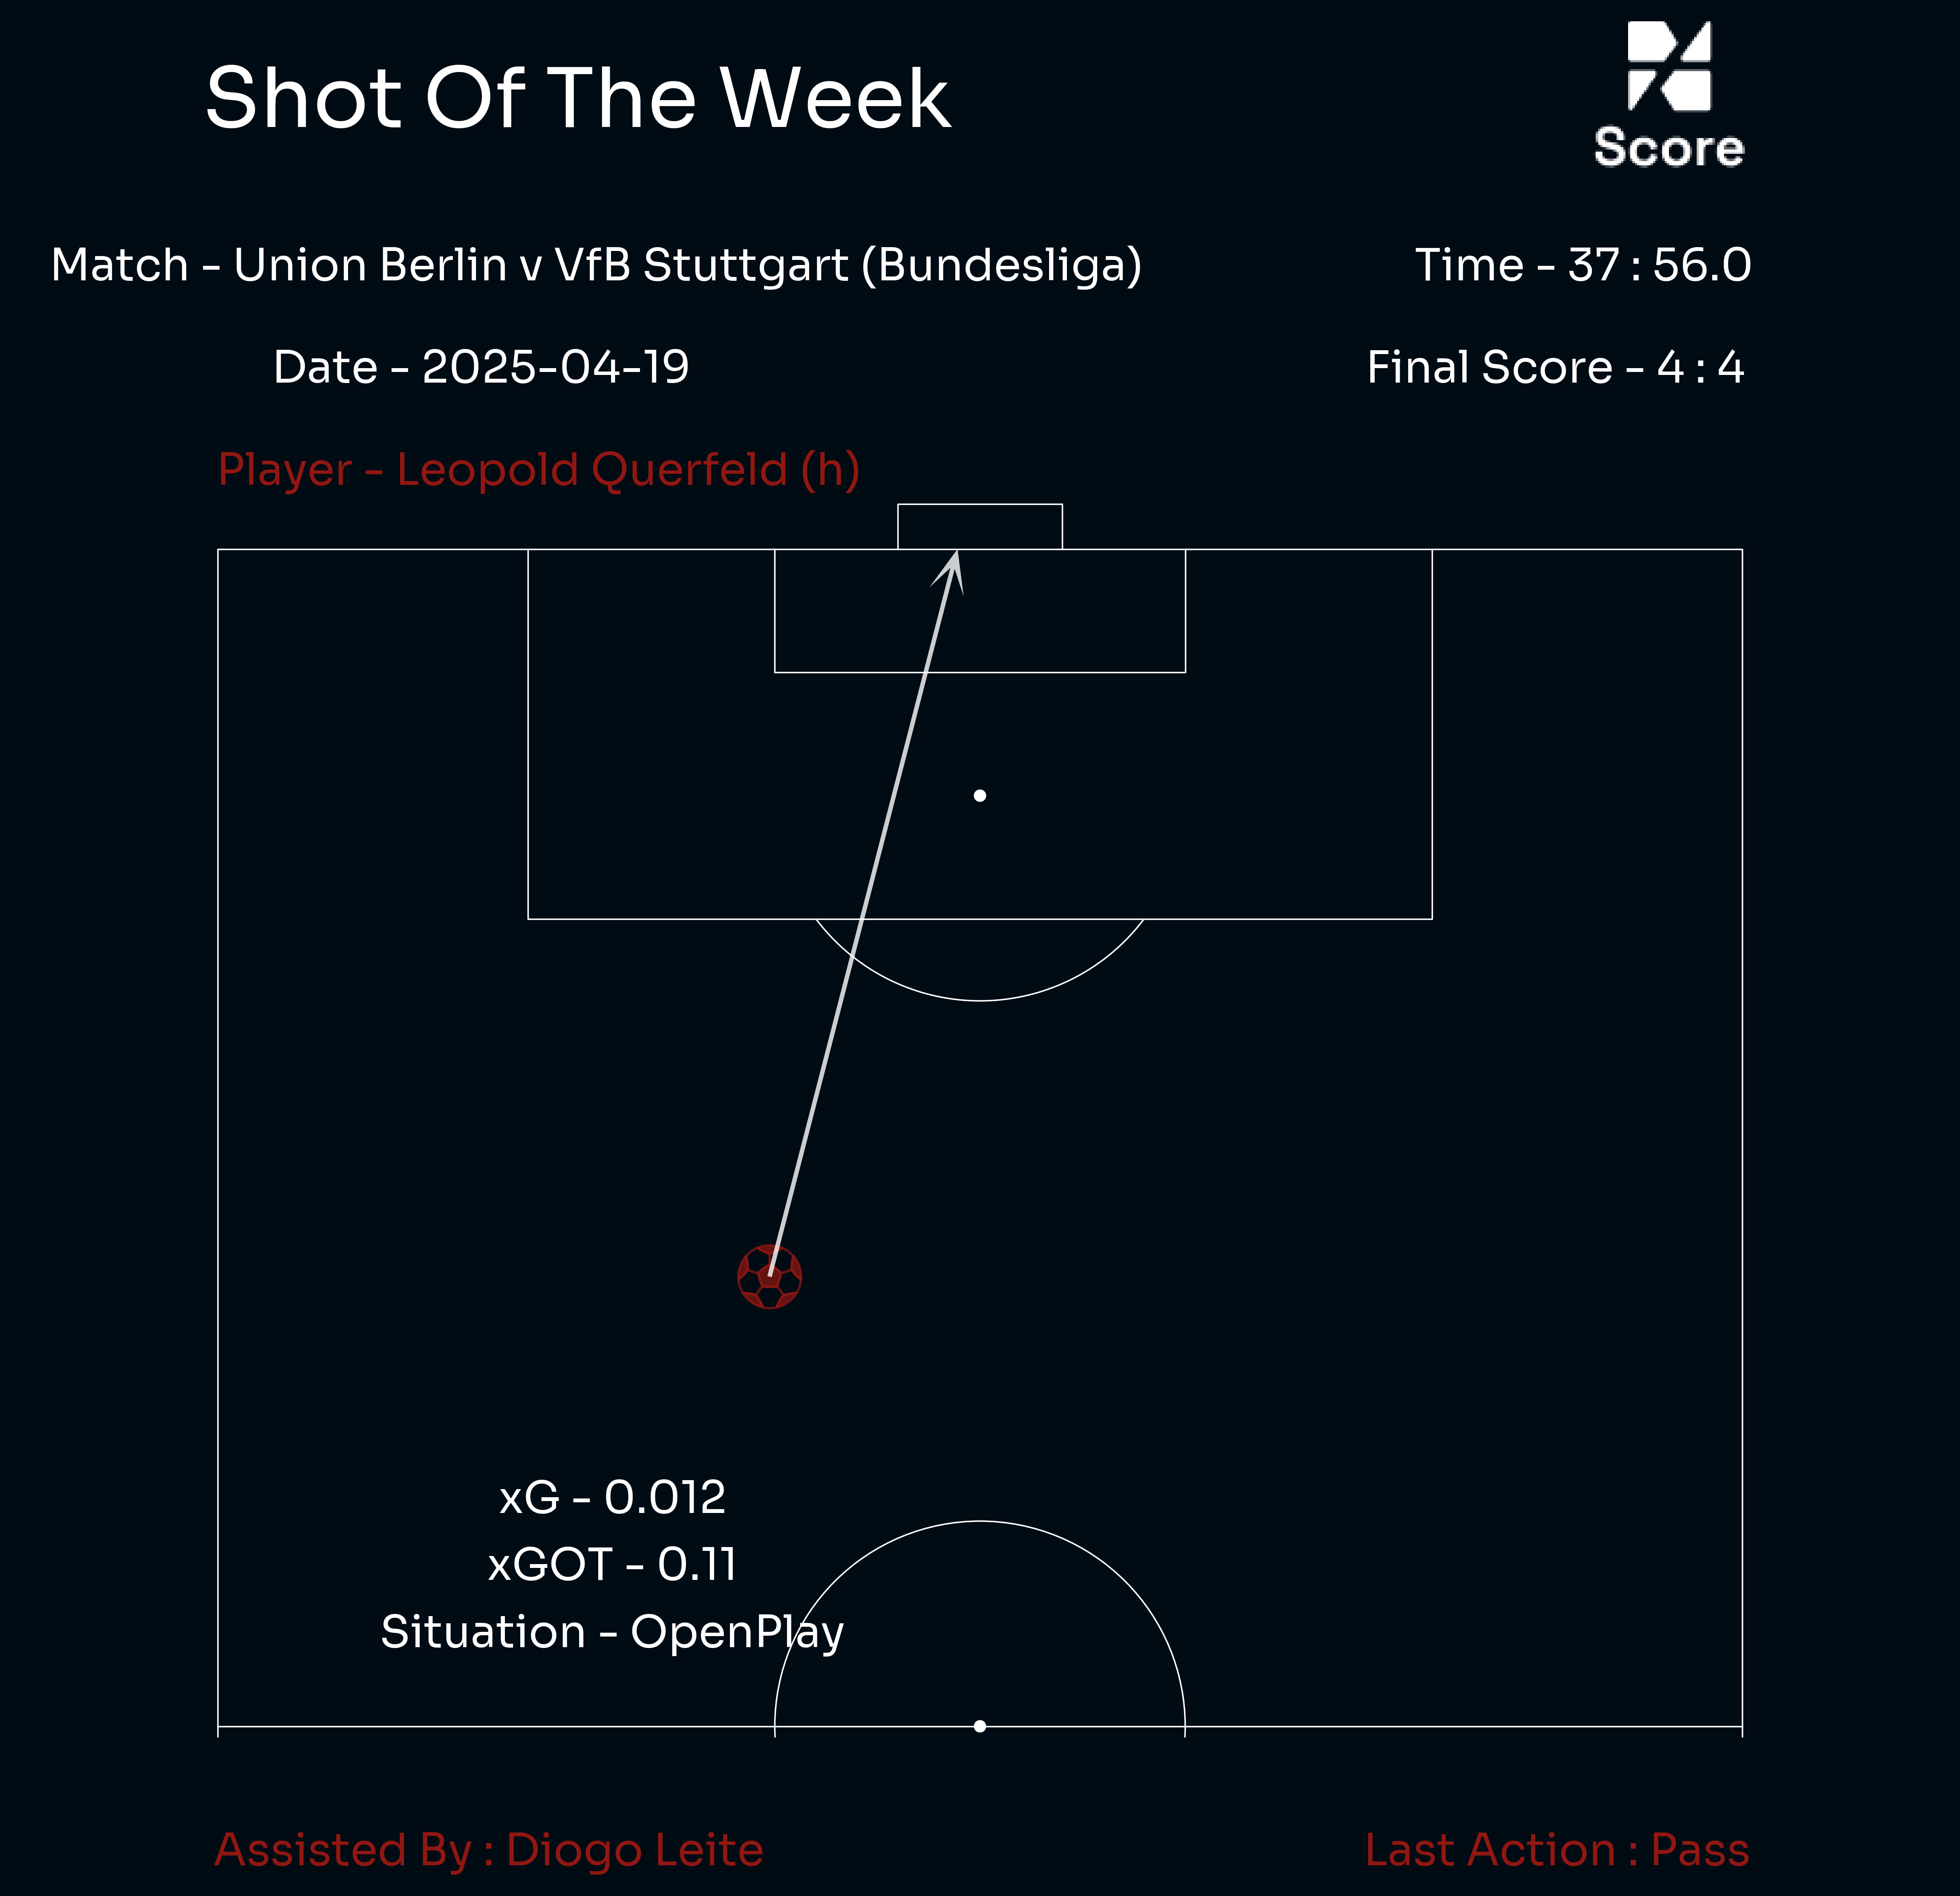 Shot Of The Week
Score
Match - Union Berlin v VfB Stuttgart (Bundesliga)
Time - 37 : 56.0
Date - 2025-04-19
Final Score - 4 : 4
Player - Leopold Querfeld (h)
xG - 0.012
xGOT - 0.11
Situation - OpenPlay
Assisted By : Diogo Leite
Last Action : Pass